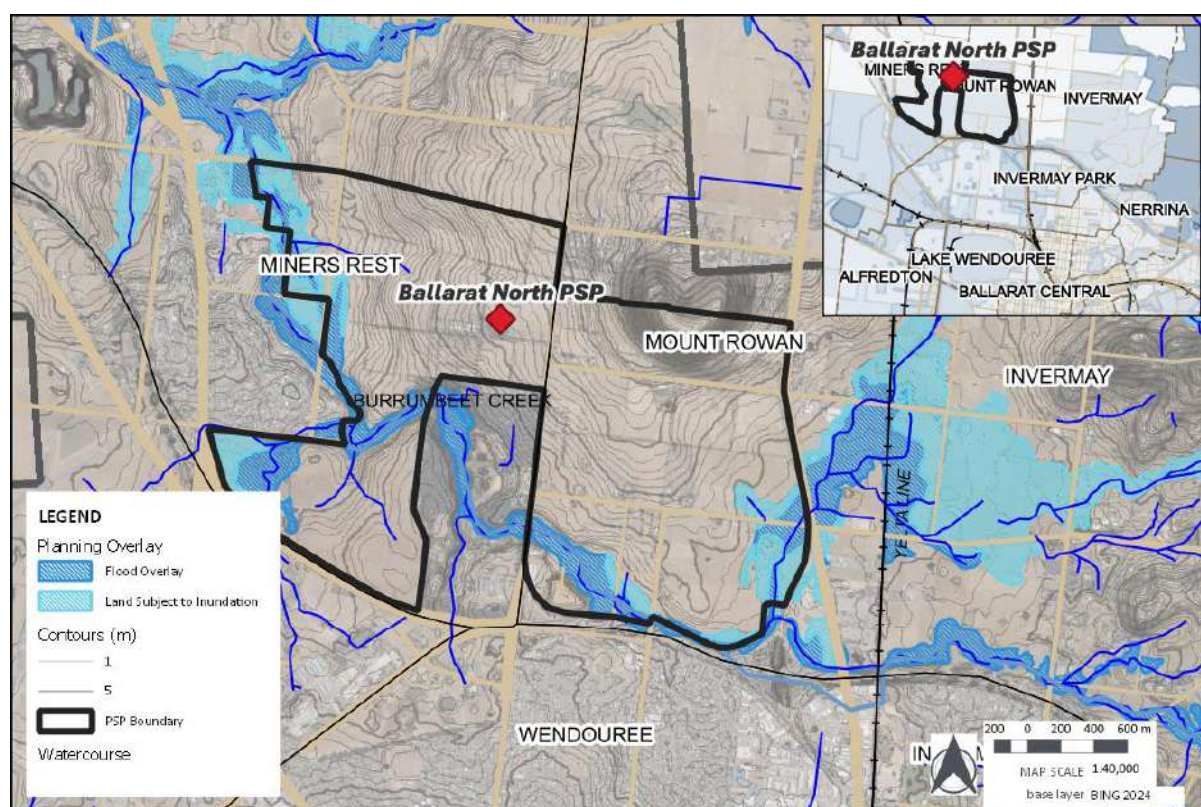 Ballarat North PSP
MINERS REST
MOUNT ROWAN
INVERMAY
INVERMAY PARK
NERRINA
LAKE WENDOUREE
ALFREDTON
BALLARAT CENTRAL
MINERS REST
Ballarat North PSP
MOUNT ROWAN
INVERMAY
BURRUMBEET CREEK
WENDOUREE
LEGEND
Planning Overlay
Flood Overlay
Land Subject to Inundation
Contours (m)
1
5
PSP Boundary
Watercourse
200 0 200 400 600 m
MAP SCALE 1:40,000
base layer BING 2024